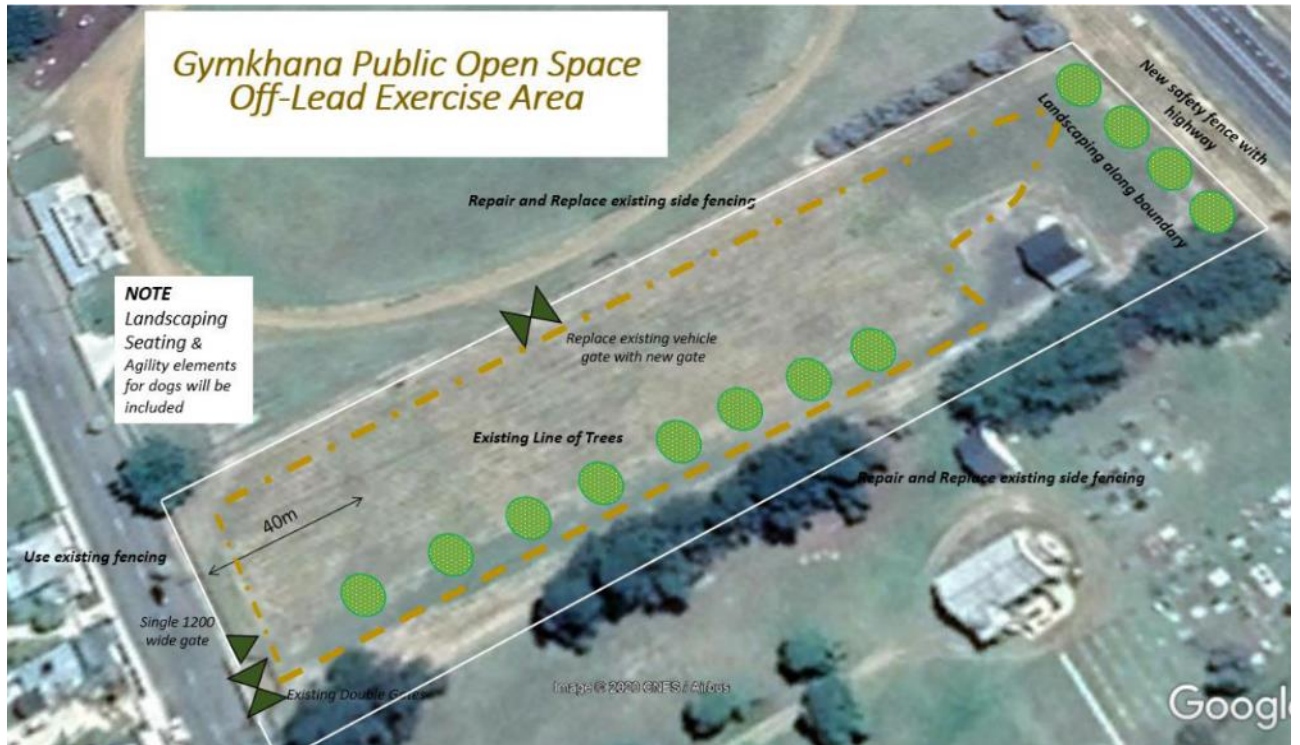 Gymkhana Public Open Space
Off-Lead Exercise Area
New safety fence with
highway
Landscaping along boundary
Repair and Replace existing side fencing
NOTE
Landscaping
Seating &
Agility elements
for dogs will be
included
Replace existing vehicle
gate with new gate
Existing Line of Trees
Repair and Replace existing side fencing
40m
Use existing fencing
Single 1200
wide gate
Existing Double
Image © 2020 CNES / Airbus
Google